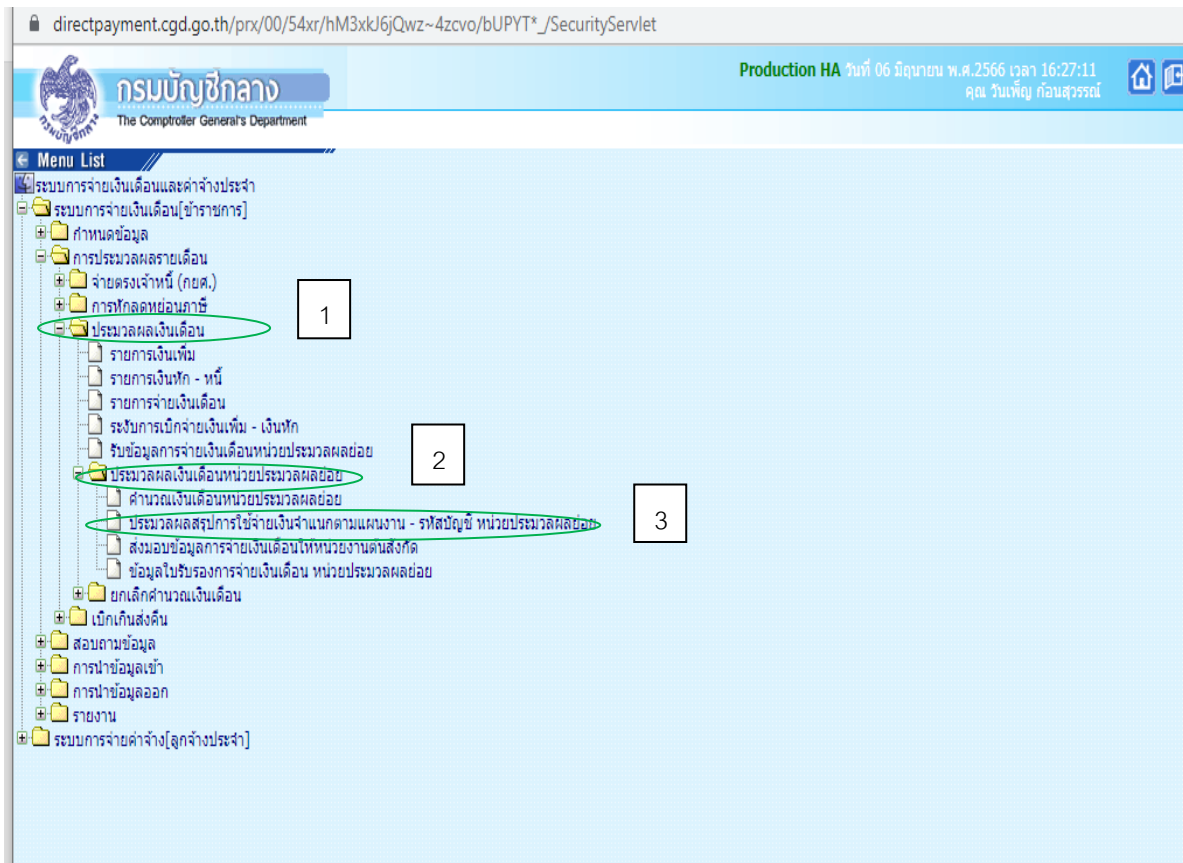 directpayment.cgd.go.th/prx/00/54xr/hM3xkJ6jQwz~4zcvo/bUPYT*_/SecurityServlet
กรมบัญชีกลาง
The Comptroller General's Department
Production HA วันที่ 06 มิถุนายน พ.ศ.2566 เวลา 16:27:11
คุณ วันเพ็ญ ก้อนสุวรรณ์
กรมบัญชีกลาง
Menu List
ระบบการจ่ายเงินเดือนและค่าจ้างประจำ
ระบบการจ่ายเงินเดือน[ข้าราชการ]
กำหนดข้อมูล
การประมวลผลรายเดือน
จ่ายตรงเจ้าหนี้ (กยศ.)
การหักลดหย่อนภาษี
1
ประมวลผลเงินเดือน
รายการเงินเพิ่ม
รายการเงินหัก - หนี้
รายการจ่ายเงินเดือน
ระงับการเบิกจ่ายเงินเพิ่ม - เงินหัก
รับข้อมูลการจ่ายเงินเดือนหน่วยประมวลผลย่อย
2
ประมวลผลเงินเดือนหน่วยประมวลผลย่อย
คำนวณเงินเดือนหน่วยประมวลผลย่อย
ประมวลผลสรุปการใช้จ่ายเงินจำแนกตามแผนงาน - รหัสบัญชี หน่วยประมวลผลย่อย
3
ส่งมอบข้อมูลการจ่ายเงินเดือนให้หน่วยงานต้นสังกัด
ข้อมูลใบรับรองการจ่ายเงินเดือน หน่วยประมวลผลย่อย
ยกเลิกคำนวณเงินเดือน
เบิกเกินส่งคืน
สอบถามข้อมูล
การนำข้อมูลเข้า
การนำข้อมูลออก
รายงาน
ระบบการจ่ายค่าจ้าง[ลูกจ้างประจำ]